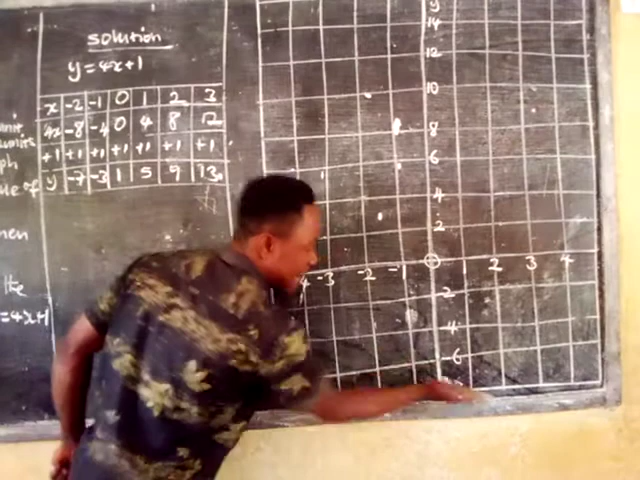 solution
y = 4x + 1
x -2 -1 0 1 2 3
4x -8 -4 0 4 8 12
+1 +1 +1 +1 +1 +1 +1
y -7 -3 1 5 9 13
of
the
= 4x+1
y
14
12
10
8
6
4
2
4 -3 -2 -1 0 1 2 3 4
-2
-4
-6